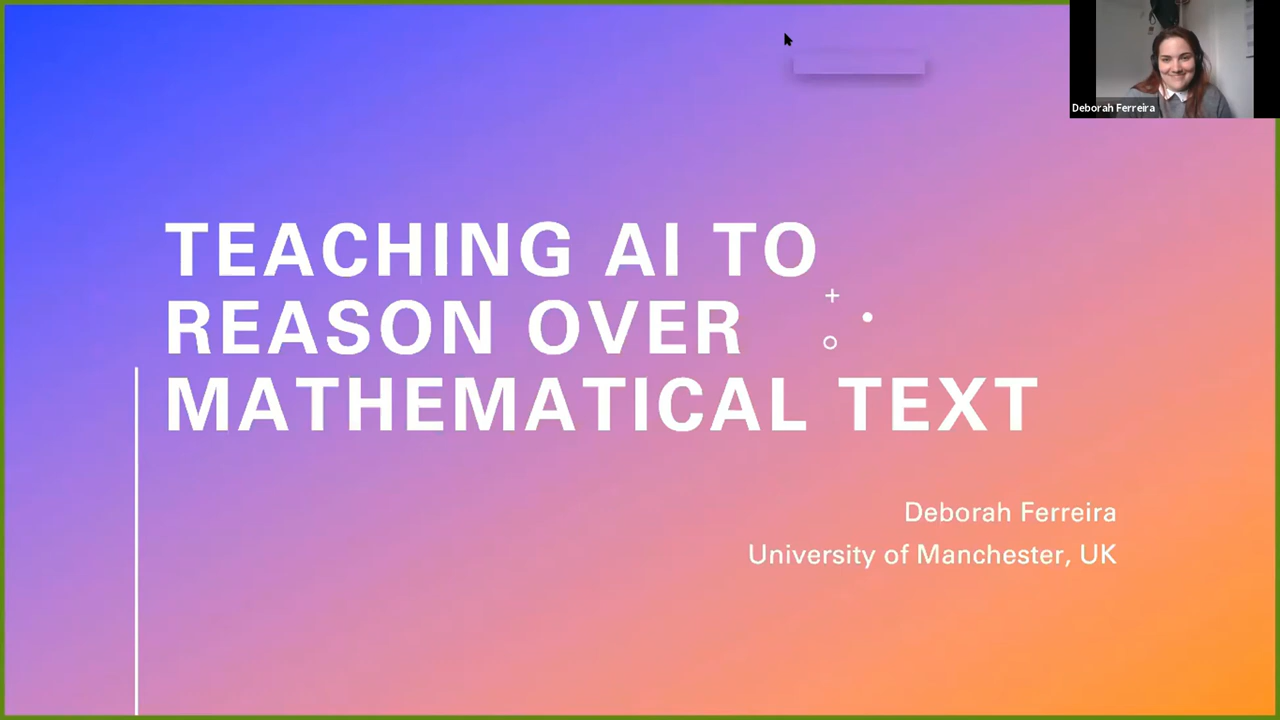 Deborah Ferreira
TEACHING AI TO
REASON OVER
MATHEMATICAL TEXT
Deborah Ferreira
University of Manchester, UK